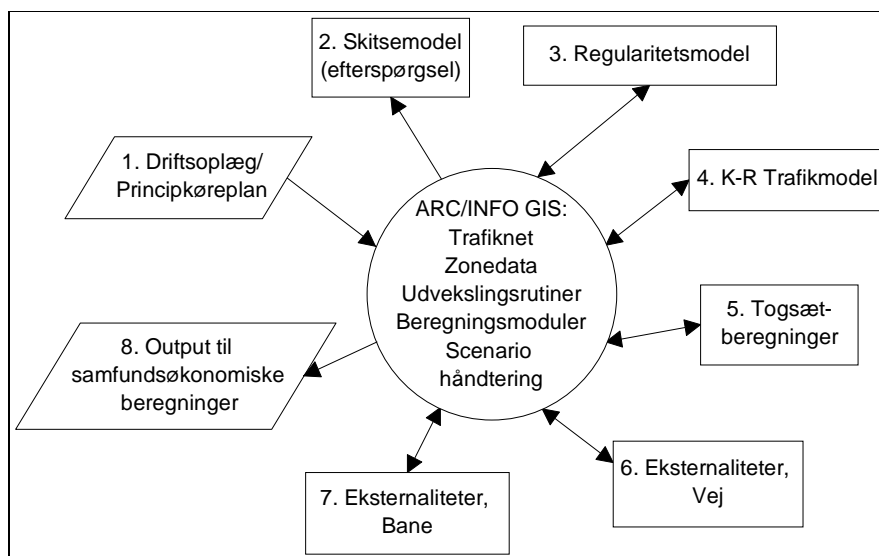 2. Skitsemodel
(efterspørgsel)
3. Regularitetsmodel
1. Driftsoplæg/
Principkøreplan
4. K-R Trafikmodel
ARC/INFO GIS:
Trafiknet
Zonedata
Udvekslingsrutiner
Beregningsmoduler
Scenario
håndtering
5. Togsæt-
beregninger
8. Output til
samfundsøkonomiske
beregninger
6. Eksternaliteter,
Vej
7. Eksternaliteter,
Bane